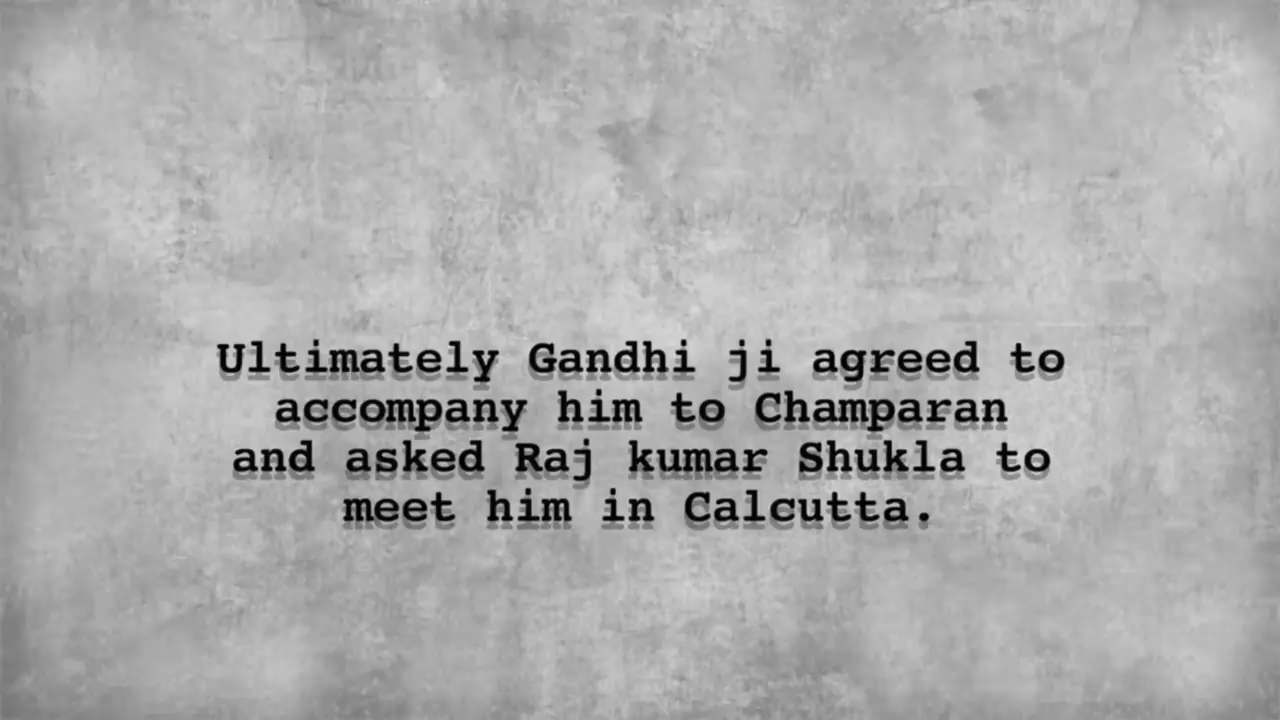 Ultimately Gandhi ji agreed to
accompany him to Champaran
and asked Raj kumar Shukla to
meet him in Calcutta.